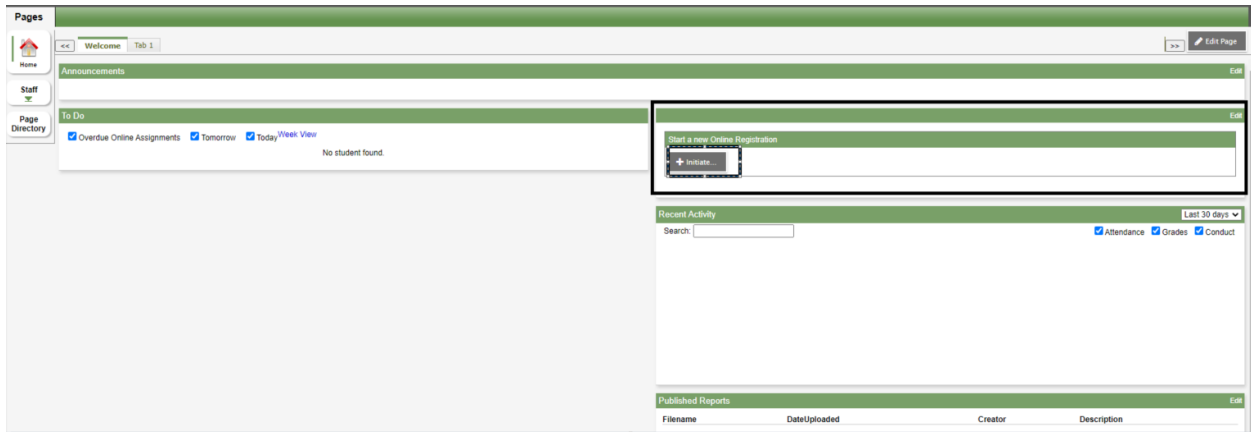 Pages
Home
Staff
Page
Directory
<< Welcome Tab 1
>> Edit Page
Announcements Edit
To Do
Overdue Online Assignments Tomorrow Today Week View
No student found.
Edit
Start a new Online Registration
+ Initiate...
Recent Activity Last 30 days
Search: Attendance Grades Conduct
Published Reports Edit
Filename DateUploaded Creator Description